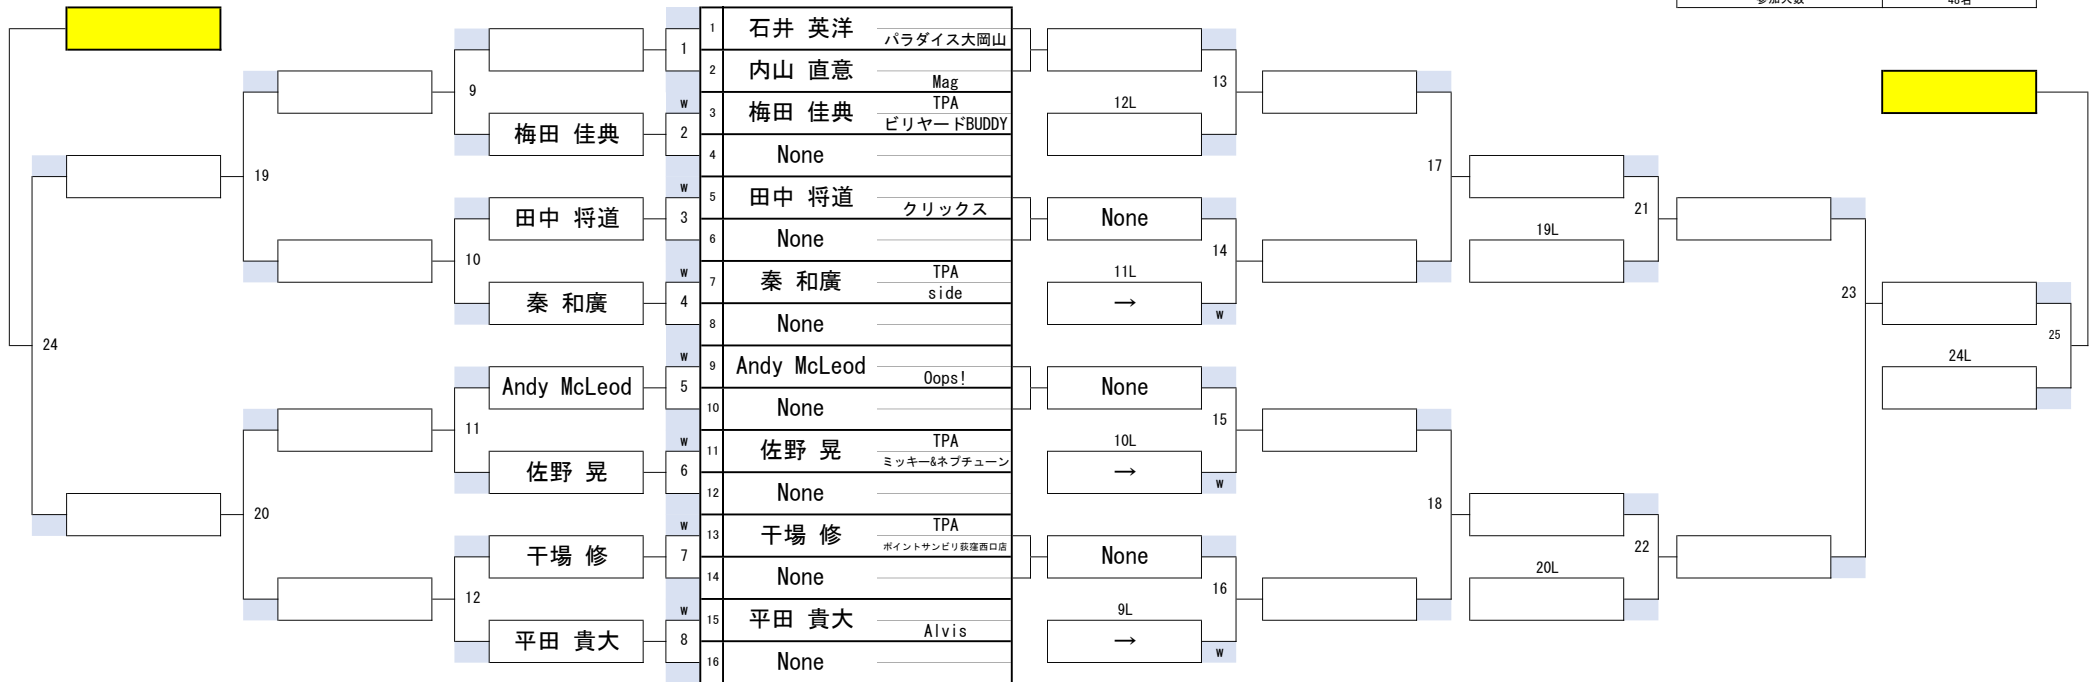 参加人数 48名
1 石井 英洋 パラダイス大岡山
1
2 内山 直意 Mag
9
13
W
3 梅田 佳典 TPA ビリヤードBUDDY
12L
梅田 佳典 2
4 None
17
19
W
5 田中 将道 クリックス
田中 将道 3
None
21
19L
6 None
10
14
W
7 秦 和廣 TPA side
11L
秦 和廣 4
→
W
23
8 None
24
25
W
9 Andy McLeod Oops!
24L
Andy McLeod 5
None
10 None
11
15
W
11 佐野 晃 TPA ミッキー&ネプチューン
10L
佐野 晃 6
→
W
12 None
18
20
W
13 干場 修 TPA ポイントサンビリ荻窪西口店
干場 修 7
None
22
20L
14 None
12
16
W
15 平田 貴大 Alvis
9L
平田 貴大 8
→
W
16 None